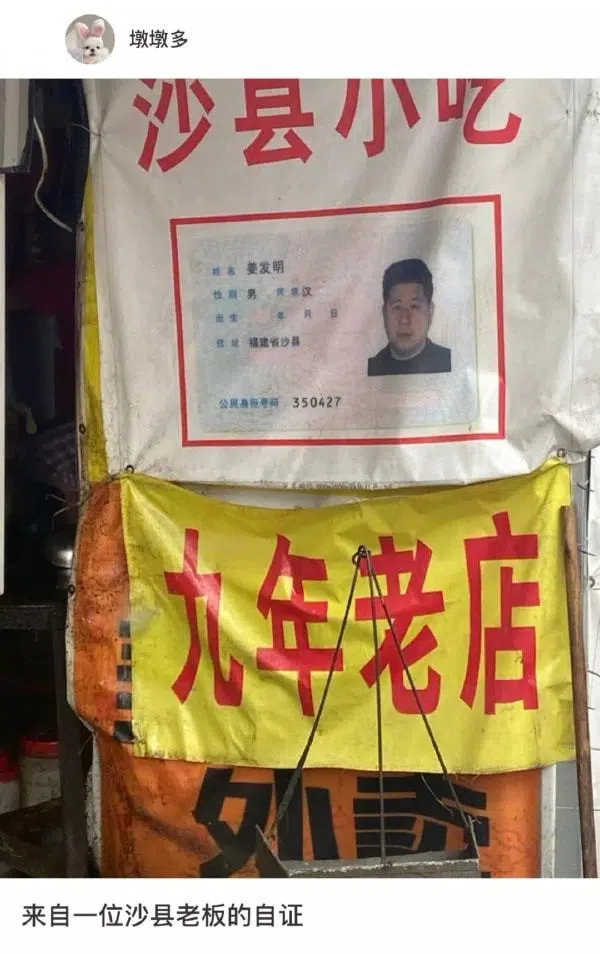 墩墩多
沙县小吃
姓名 姜发明
性别 男 民族 汉
出生 年 月 日
住址 福建省沙县
公民身份号码 350427
九年老店
外卖
来自一位沙县老板的自证